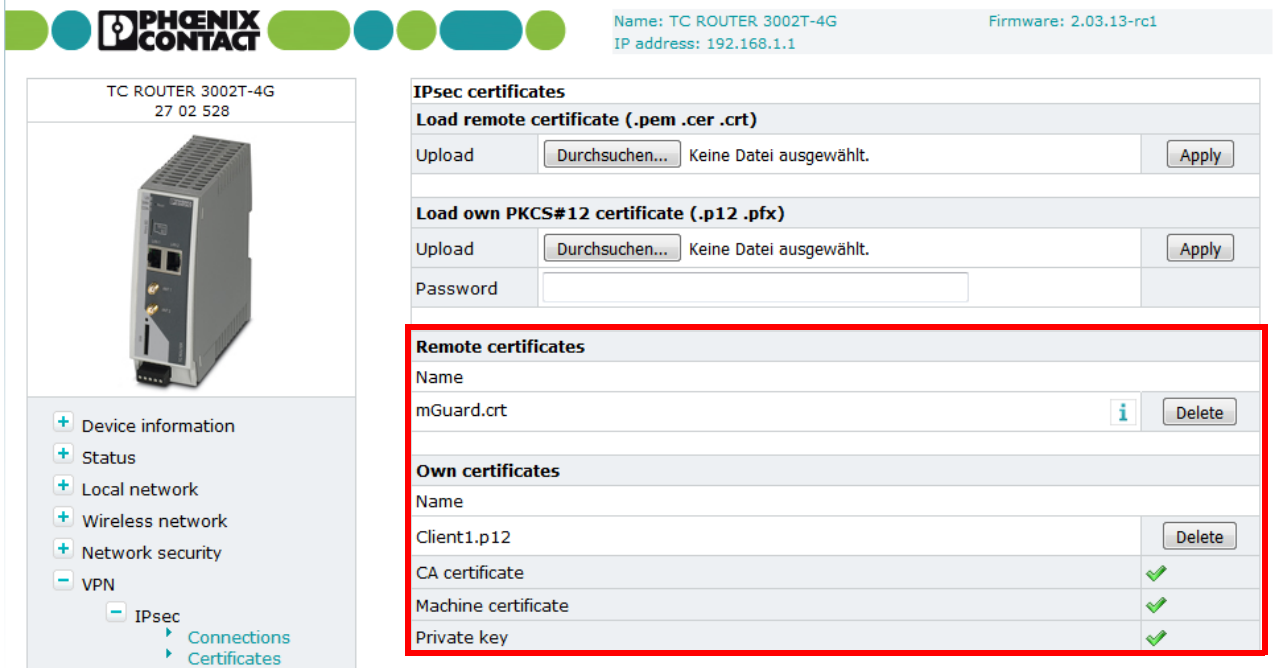 PHŒNIX
CONTACT
Name: TC ROUTER 3002T-4G Firmware: 2.03.13-rc1
IP address: 192.168.1.1
TC ROUTER 3002T-4G
27 02 528
Device information
Status
Local network
Wireless network
Network security
VPN
IPsec
Connections
Certificates
IPsec certificates
Load remote certificate (.pem .cer .crt)
Upload Durchsuchen... Keine Datei ausgewählt. Apply
Load own PKCS#12 certificate (.p12 .pfx)
Upload Durchsuchen... Keine Datei ausgewählt. Apply
Password
Remote certificates
Name
mGuard.crt i Delete
Own certificates
Name
Client1.p12 Delete
CA certificate
Machine certificate
Private key